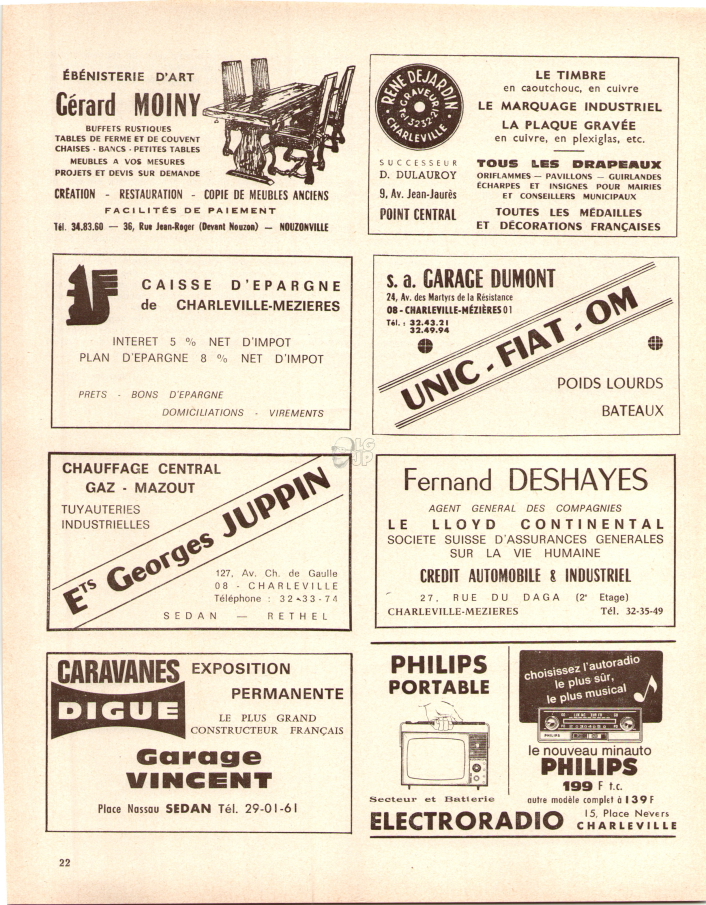 ÉBÉNISTERIE D'ART
Gérard MOINY
BUFFETS RUSTIQUES
TABLES DE FERME ET DE COUVENT
CHAISES - BANCS - PETITES TABLES
MEUBLES A VOS MESURES
PROJETS ET DEVIS SUR DEMANDE
CRÉATION - RESTAURATION - COPIE DE MEUBLES ANCIENS
FACILITÉS DE PAIEMENT
Tél. 34.83.60 — 36, Rue Jean-Roger (Devant Nouzon) — NOUZONVILLE
RENE DEJARDIN
GRAVEUR
CHARLEVILLE
SUCCESSEUR
D. DULAUROY
9, Av. Jean-Jaurès
POINT CENTRAL
LE TIMBRE
en caoutchouc, en cuivre
LE MARQUAGE INDUSTRIEL
LA PLAQUE GRAVÉE
en cuivre, en plexiglas, etc.
TOUS LES DRAPEAUX
ORIFLAMMES — PAVILLONS — GUIRLANDES
ÉCHARPES ET INSIGNES POUR MAIRIES
ET CONSEILLERS MUNICIPAUX
TOUTES LES MÉDAILLES
ET DÉCORATIONS FRANÇAISES
CAISSE D'EPARGNE
de CHARLEVILLE-MEZIERES
INTERET 5 % NET D'IMPOT
PLAN D'EPARGNE 8 % NET D'IMPOT
PRETS - BONS D'EPARGNE
DOMICILIATIONS - VIREMENTS
s. a. GARAGE DUMONT
24, Av. des Martyrs de la Résistance
08 - CHARLEVILLE-MÉZIÈRES 01
Tél. : 32.43.21
32.49.94
UNIC - FIAT - OM
POIDS LOURDS
BATEAUX
LG
JP
CHAUFFAGE CENTRAL
GAZ - MAZOUT
TUYAUTERIES
INDUSTRIELLES
ETS Georges JUPPIN
127, Av. Ch. de Gaulle
08 - CHARLEVILLE
Téléphone : 32-33-74
SEDAN — RETHEL
Fernand DESHAYES
AGENT GENERAL DES COMPAGNIES
LE LLOYD CONTINENTAL
SOCIETE SUISSE D'ASSURANCES GENERALES
SUR LA VIE HUMAINE
CREDIT AUTOMOBILE & INDUSTRIEL
27, RUE DU DAGA (2e Etage)
CHARLEVILLE-MEZIERES Tél. 32-35-49
CARAVANES
DIGUE
EXPOSITION
PERMANENTE
LE PLUS GRAND
CONSTRUCTEUR FRANÇAIS
Garage
VINCENT
Place Nassau SEDAN Tél. 29-01-61
PHILIPS
PORTABLE
Secteur et Batterie
choisissez l'autoradio
le plus sûr,
le plus musical
PHILIPS
le nouveau minauto
PHILIPS
199 F t.c.
autre modèle complet à 139 F
ELECTRORADIO
15, Place Nevers
CHARLEVILLE
22